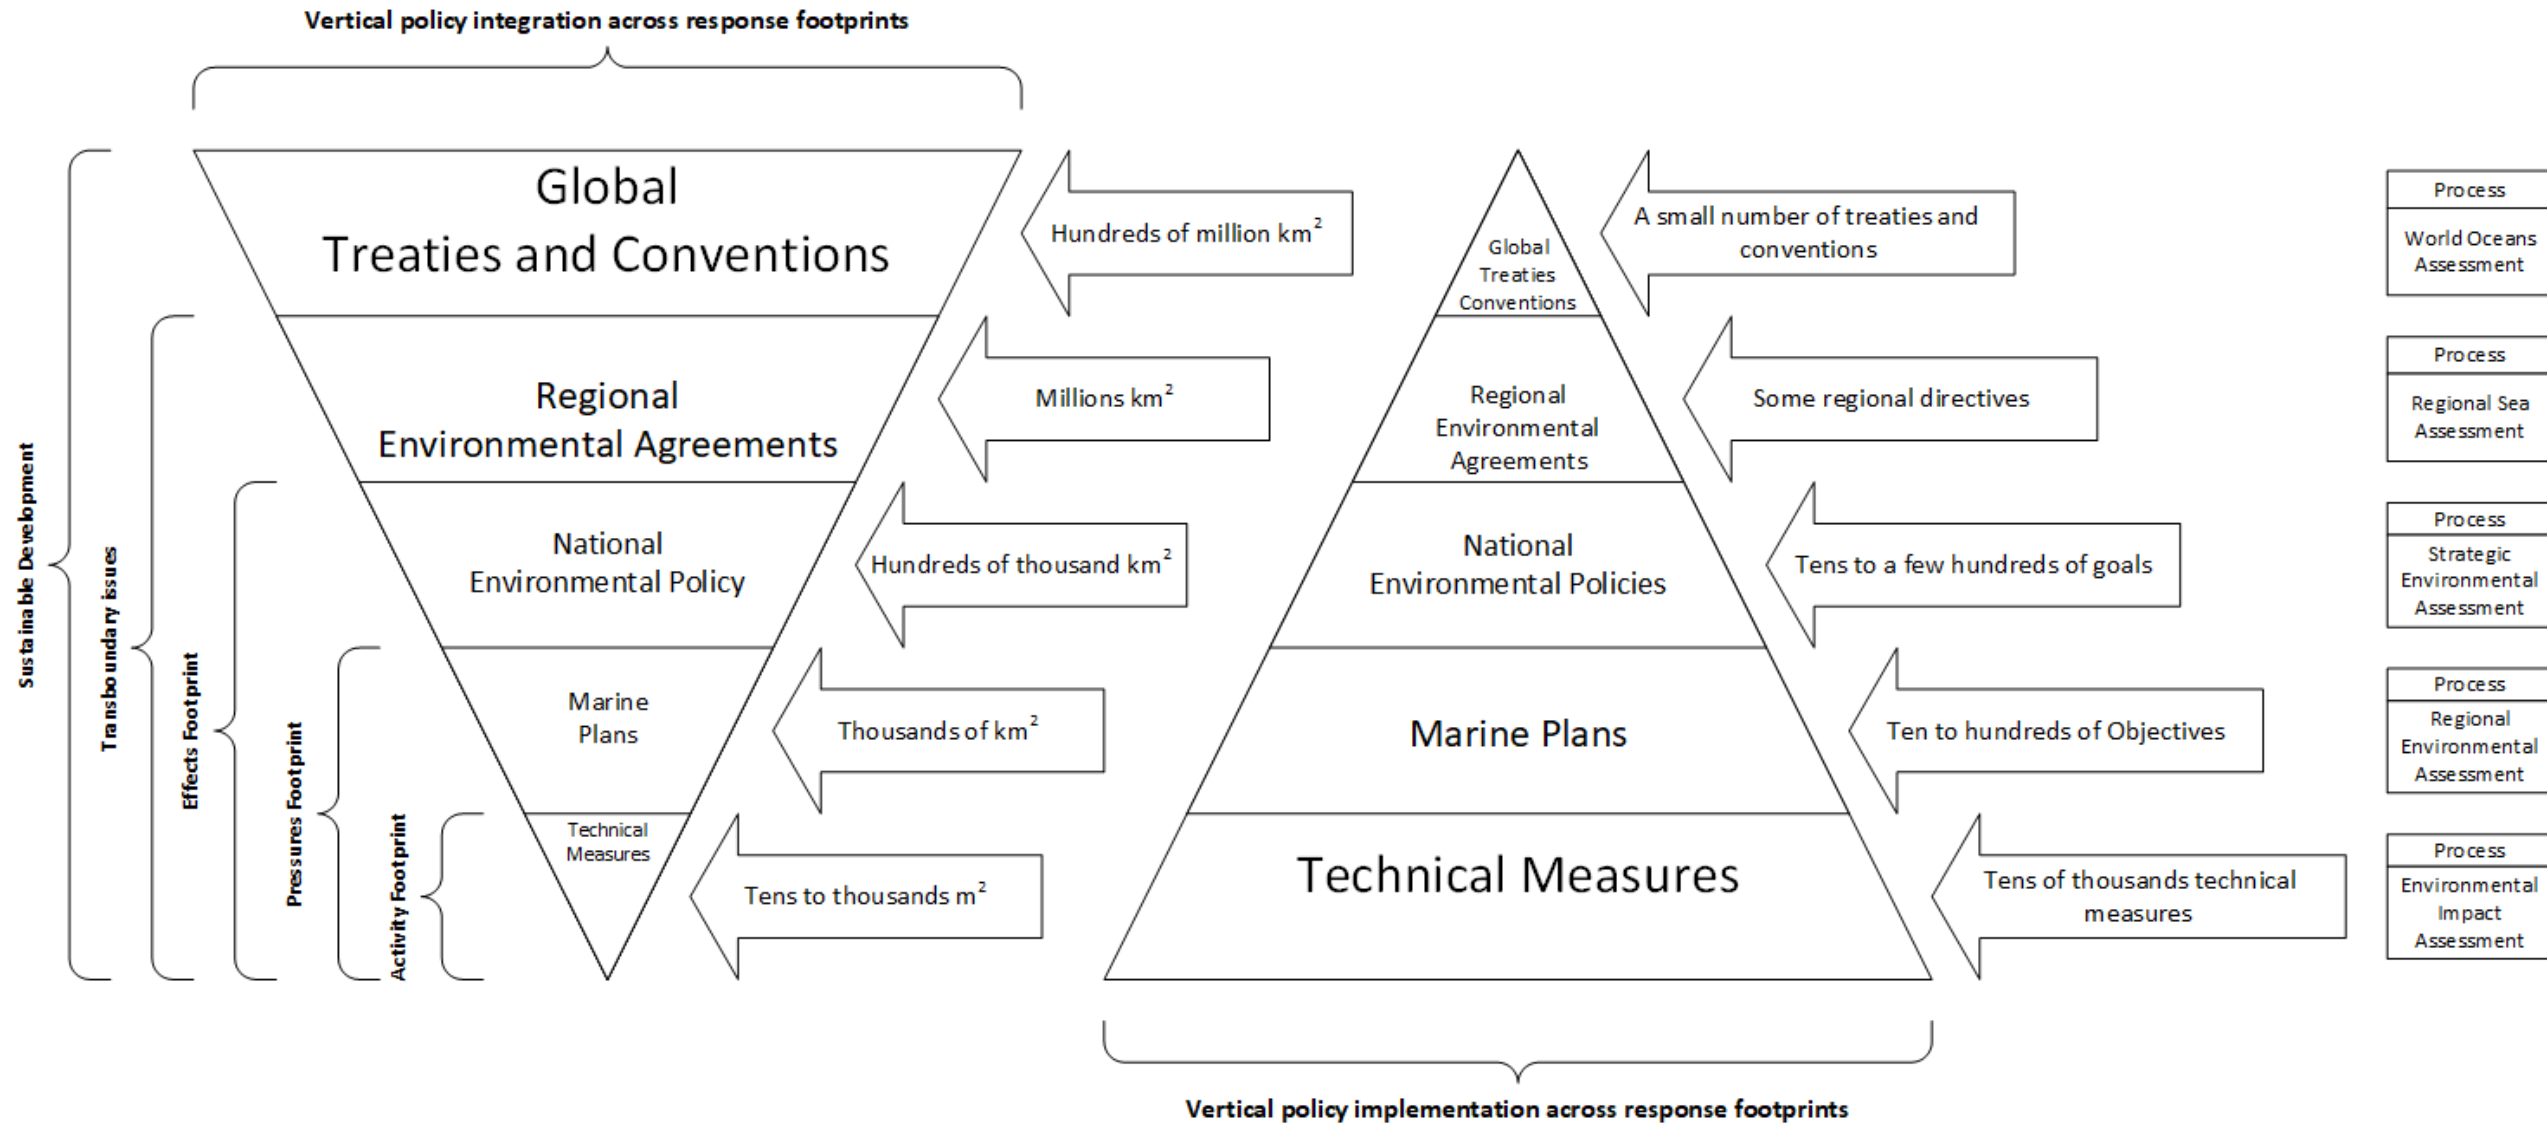 Vertical policy integration across response footprints
Sustainable Development
Transboundary issues
Effects Footprint
Pressures Footprint
Activity Footprint
Global
Treaties and Conventions
Hundreds of million km²
Regional
Environmental Agreements
Millions km²
National
Environmental Policy
Hundreds of thousand km²
Marine
Plans
Thousands of km²
Technical
Measures
Tens to thousands m²
Global
Treaties
Conventions
A small number of treaties and
conventions
Regional
Environmental
Agreements
Some regional directives
National
Environmental Policies
Tens to a few hundreds of goals
Marine Plans
Ten to hundreds of Objectives
Technical Measures
Tens of thousands technical
measures
Process
World Oceans
Assessment
Process
Regional Sea
Assessment
Process
Strategic
Environmental
Assessment
Process
Regional
Environmental
Assessment
Process
Environmental
Impact
Assessment
Vertical policy implementation across response footprints